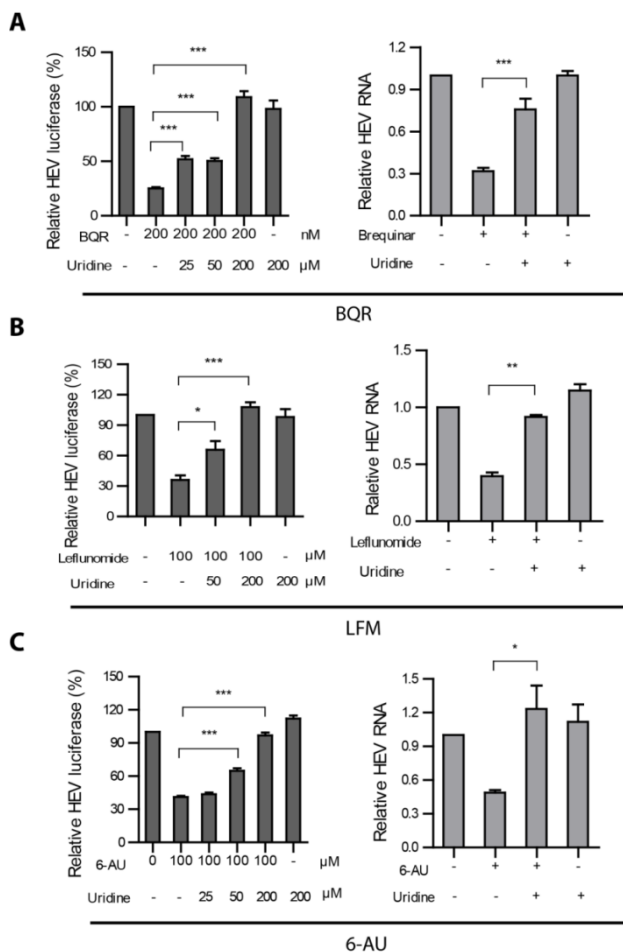 A
Relative HEV luciferase (%)
150
100
50
0
***
***
***
BQR - 200 200 200 200 - nM
Uridine - - 25 50 200 200 µM
Relative HEV RNA
1.2
0.9
0.6
0.3
0.0
***
Brequinar - + + -
Uridine - - + +
BQR
B
Relative HEV luciferase (%)
150
120
90
60
30
0
***
*
Leflunomide - 100 100 100 - µM
Uridine - - 50 200 200 µM
Raletive HEV RNA
1.5
1.0
0.5
0.0
**
Leflunomide - + + -
Uridine - - + +
LFM
C
Relative HEV luciferase (%)
150
120
90
60
30
0
***
***
6-AU 0 100 100 100 100 - µM
Uridine - - 25 50 200 200 µM
Relative HEV RNA
1.5
1.2
0.9
0.6
0.3
0.0
*
6-AU - + + -
Uridine - - + +
6-AU